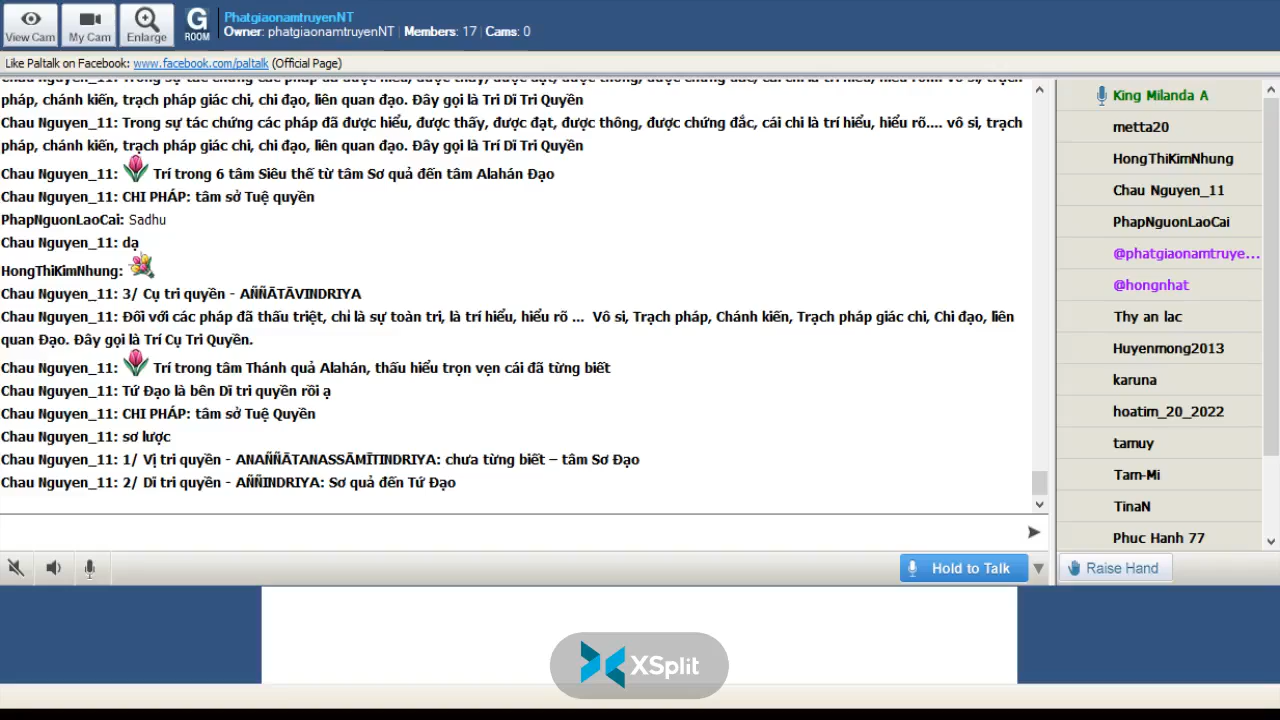 View Cam
My Cam
Enlarge
G ROOM
PhatgiaonamtruyenNT
Owner: phatgiaonamtruyenNT Members: 17 Cams: 0
Like Paltalk on Facebook: www.facebook.com/paltalk (Official Page)
pháp, chánh kiến, trạch pháp giác chi, chi đạo, liên quan đạo. Đây gọi là Tri Dĩ Tri Quyền
Chau Nguyen_11: Trong sự tác chứng các pháp đã được hiểu, được thấy, được đạt, được thông, được chứng đắc, cái chi là trí hiểu, hiểu rõ.... vô si, trạch
pháp, chánh kiến, trạch pháp giác chi, chi đạo, liên quan đạo. Đây gọi là Trí Dĩ Tri Quyền
Chau Nguyen_11: Trí trong 6 tâm Siêu thế từ tâm Sơ quả đến tâm Alahán Đạo
Chau Nguyen_11: CHI PHÁP: tâm sở Tuệ quyền
PhapNguonLaoCai: Sadhu
Chau Nguyen_11: dạ
HongThiKimNhung:
Chau Nguyen_11: 3/ Cụ tri quyền - AÑÑĀTĀVINDRIYA
Chau Nguyen_11: Đối với các pháp đã thấu triệt, chi là sự toàn tri, là trí hiểu, hiểu rõ ... Vô si, Trạch pháp, Chánh kiến, Trạch pháp giác chi, Chi đạo, liên
quan Đạo. Đây gọi là Trí Cụ Tri Quyền.
Chau Nguyen_11: Trí trong tâm Thánh quả Alahán, thấu hiểu trọn vẹn cái đã từng biết
Chau Nguyen_11: Tứ Đạo là bên Dĩ tri quyền rồi ạ
Chau Nguyen_11: CHI PHÁP: tâm sở Tuệ Quyền
Chau Nguyen_11: sơ lược
Chau Nguyen_11: 1/ Vị tri quyền - ANAÑÑĀTANASSĀMĪTINDRIYA: chưa từng biết – tâm Sơ Đạo
Chau Nguyen_11: 2/ Dĩ tri quyền - AÑÑINDRIYA: Sơ quả đến Tứ Đạo
King Milanda A
metta20
HongThiKimNhung
Chau Nguyen_11
PhapNguonLaoCai
@phatgiaonamtruye...
@hongnhat
Thy an lac
Huyenmong2013
karuna
hoatim_20_2022
tamuy
Tam-Mi
TinaN
Phuc Hanh 77
Hold to Talk
Raise Hand
XSplit